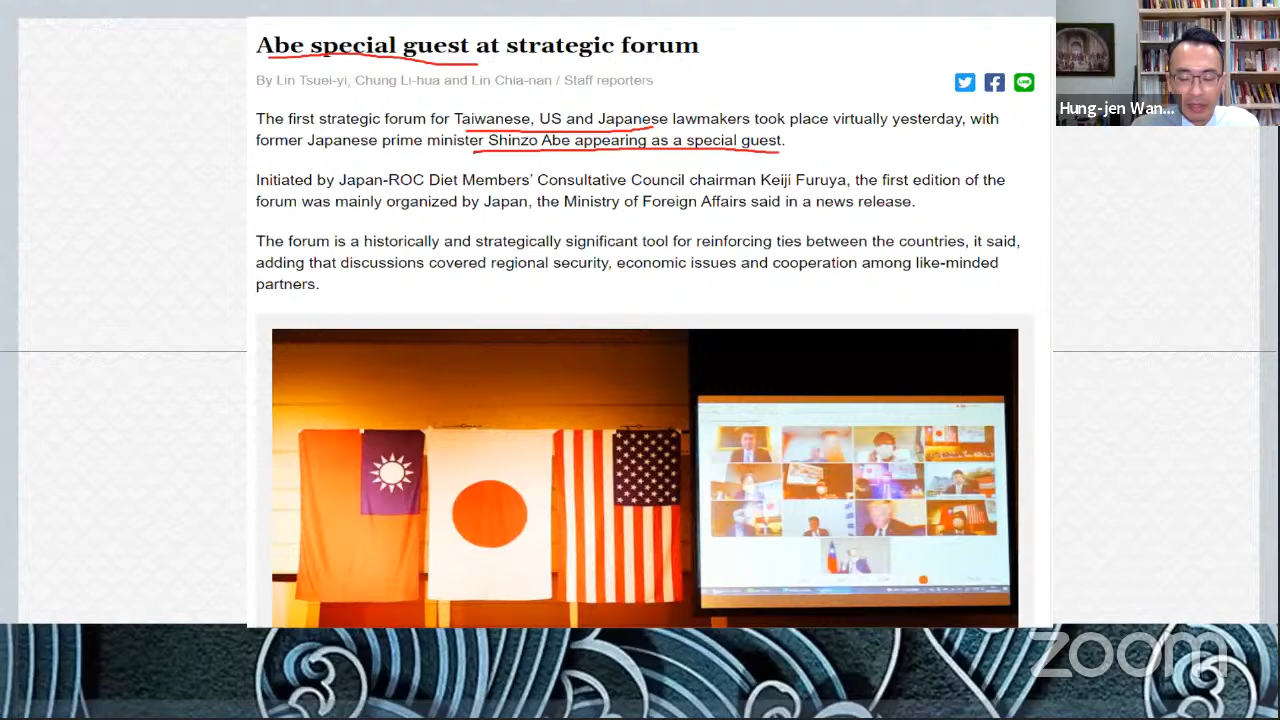 Abe special guest at strategic forum
By Lin Tsuei-yi, Chung Li-hua and Lin Chia-nan / Staff reporters
The first strategic forum for Taiwanese, US and Japanese lawmakers took place virtually yesterday, with
former Japanese prime minister Shinzo Abe appearing as a special guest.
Initiated by Japan-ROC Diet Members’ Consultative Council chairman Keiji Furuya, the first edition of the
forum was mainly organized by Japan, the Ministry of Foreign Affairs said in a news release.
The forum is a historically and strategically significant tool for reinforcing ties between the countries, it said,
adding that discussions covered regional security, economic issues and cooperation among like-minded
partners.
Hung-jen Wan...
zoom